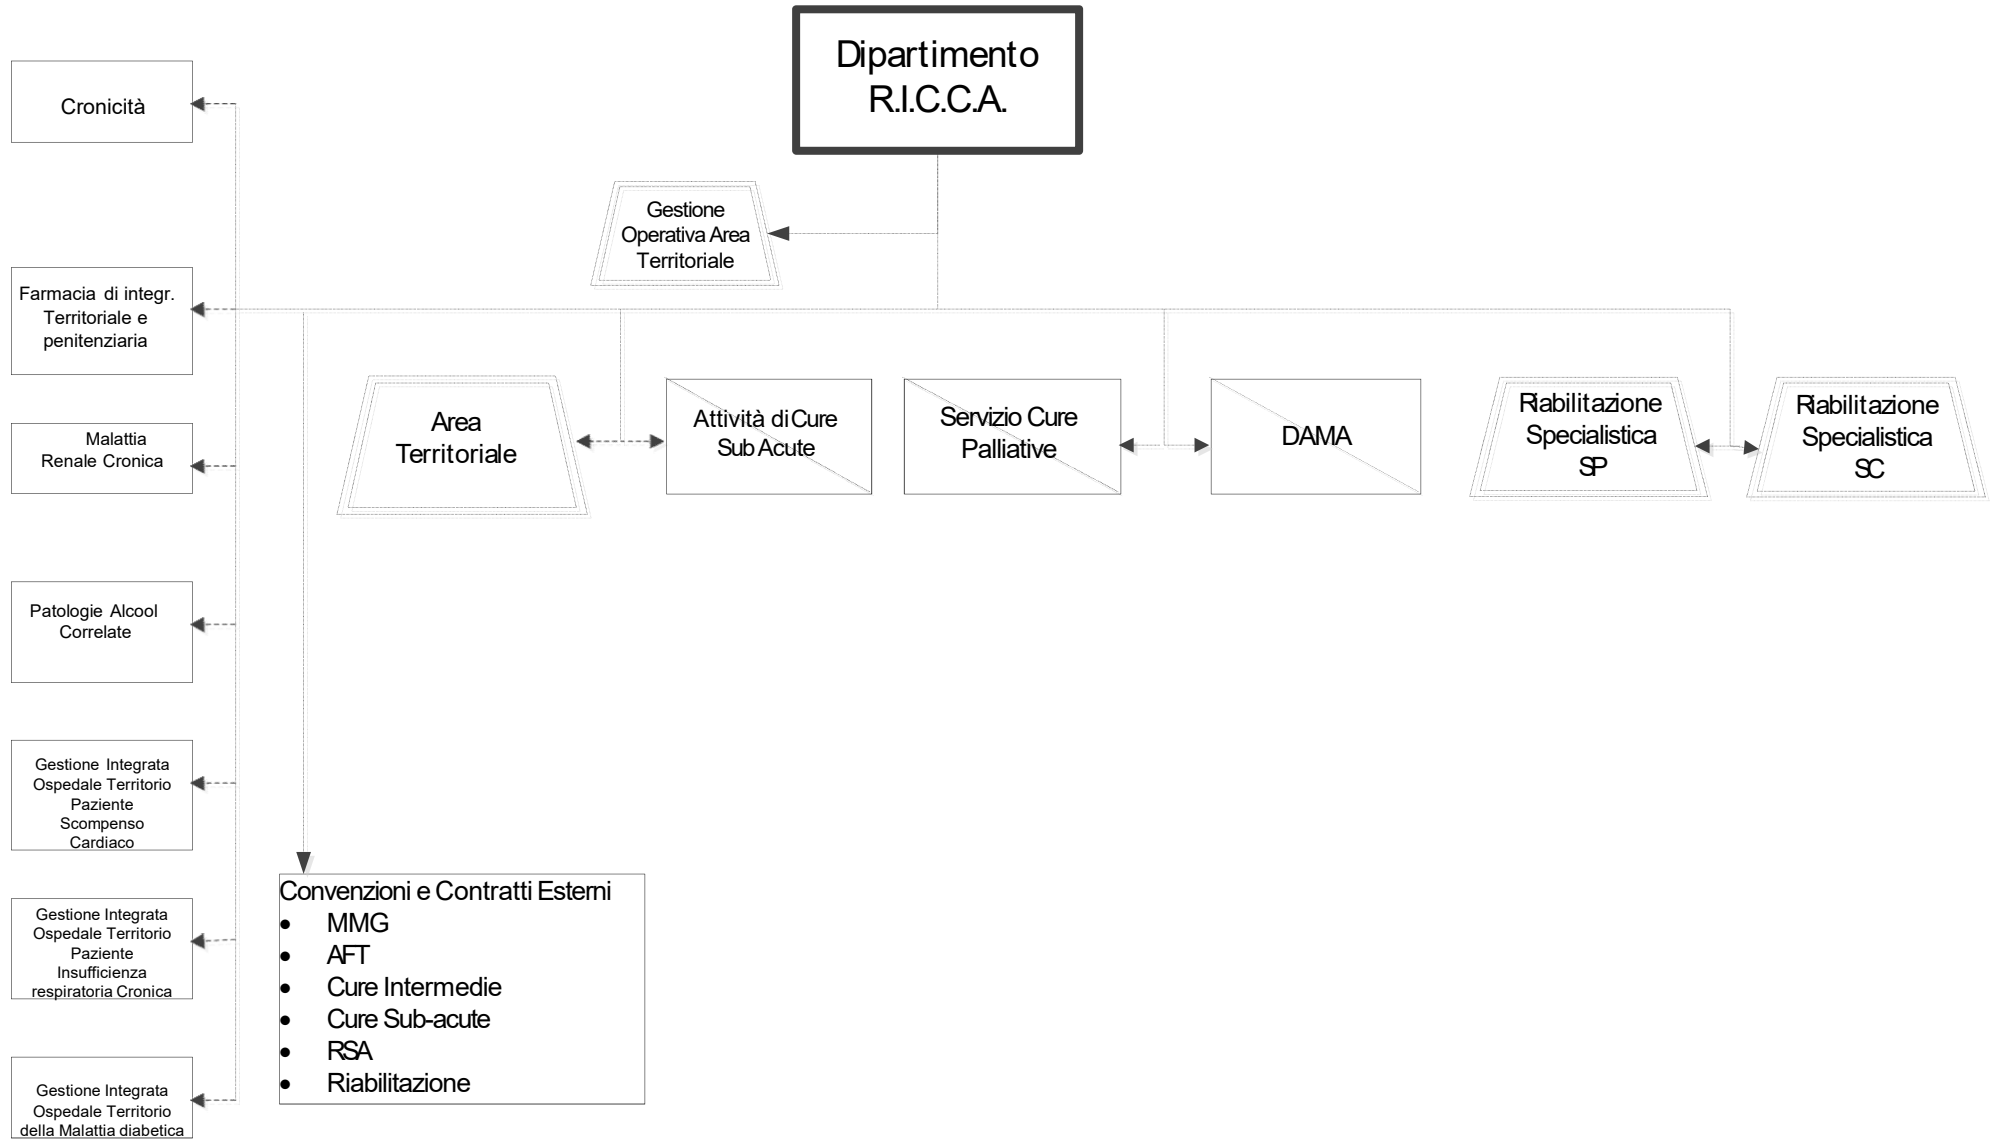 Dipartimento
R.I.C.C.A.
Cronicità
Gestione
Operativa Area
Territoriale
Farmacia di integr.
Territoriale e
penitenziaria
Malattia
Renale Cronica
Area
Territoriale
Attività di Cure
Sub Acute
Servizio Cure
Palliative
DAMA
Riabilitazione
Specialistica
SP
Riabilitazione
Specialistica
SC
Patologie Alcool
Correlate
Gestione Integrata
Ospedale Territorio
Paziente
Scompenso
Cardiaco
Gestione Integrata
Ospedale Territorio
Paziente
Insufficienza
respiratoria Cronica
Gestione Integrata
Ospedale Territorio
della Malattia diabetica
Convenzioni e Contratti Esterni
• MMG
• AFT
• Cure Intermedie
• Cure Sub-acute
• RSA
• Riabilitazione